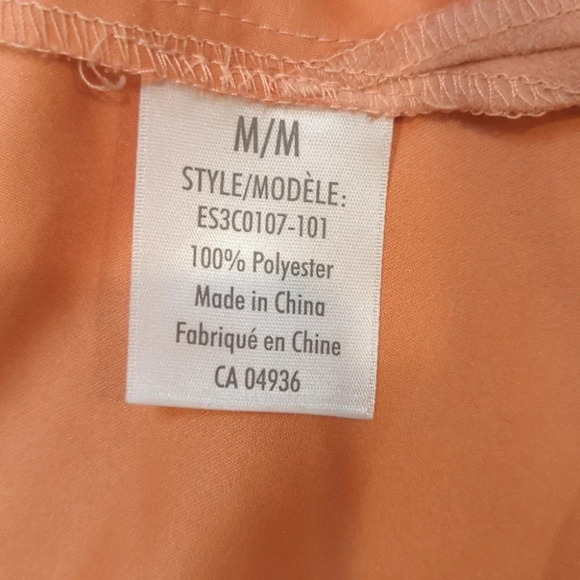 M/M
STYLE/MODÈLE:
ES3C0107-101
100% Polyester
Made in China
Fabriqué en Chine
CA 04936